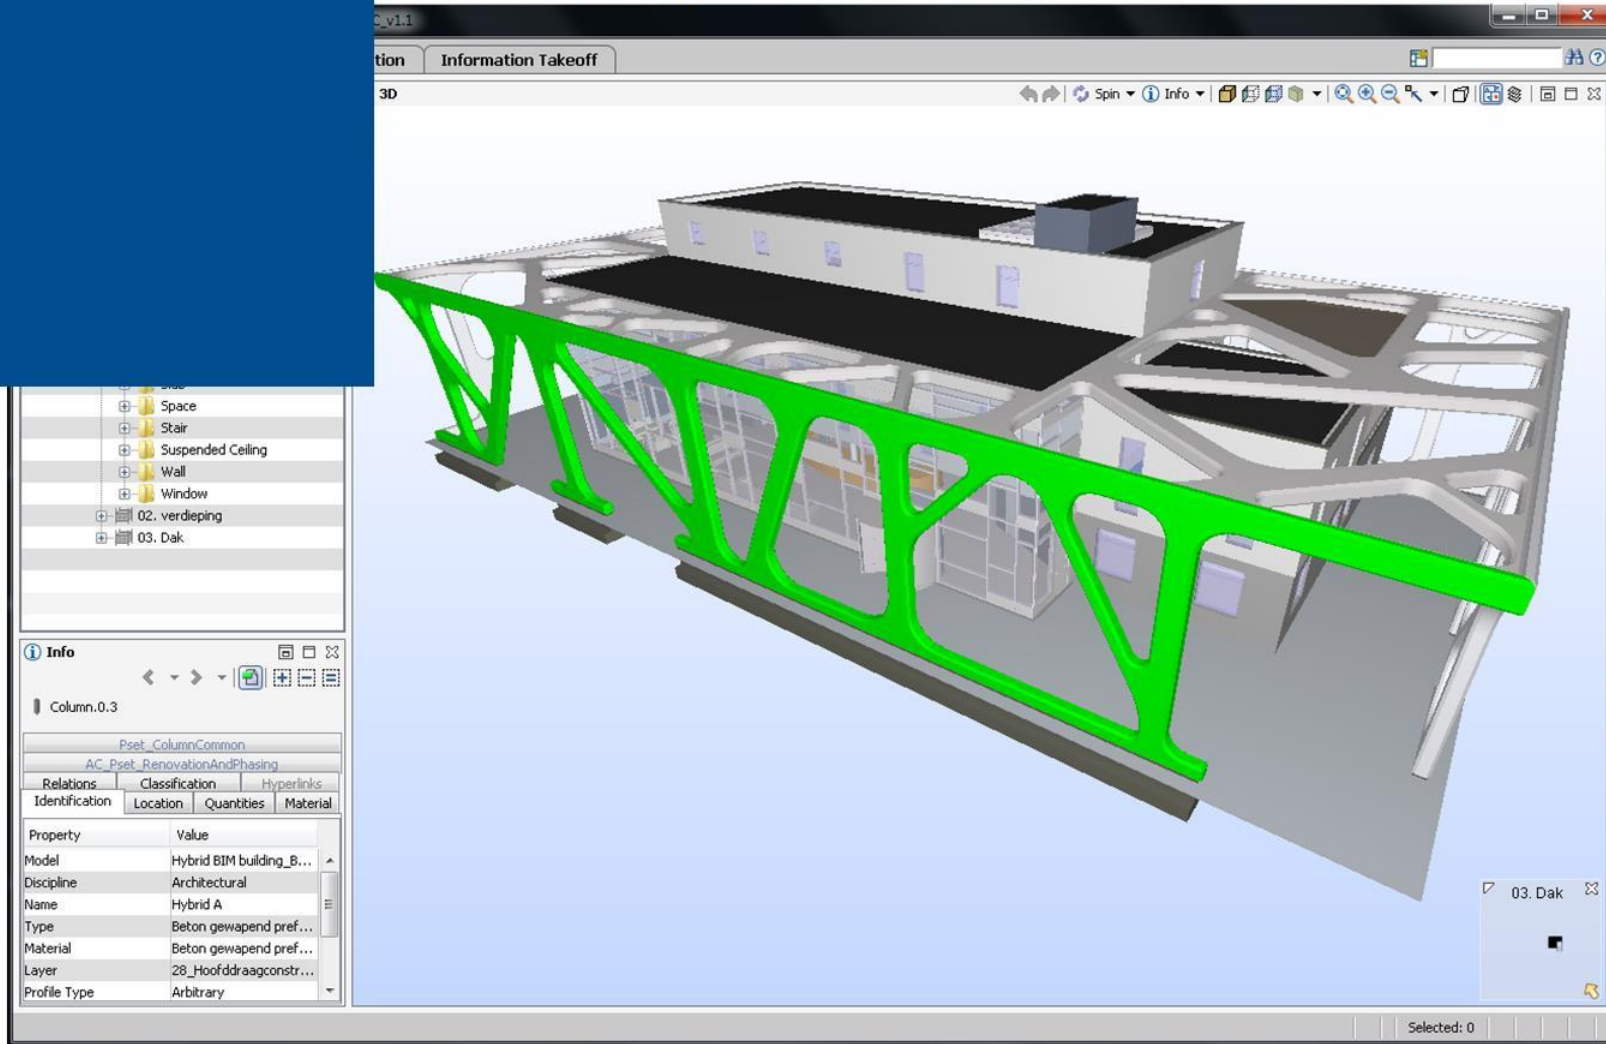 C_v1.1
tion
Information Takeoff
3D
Spin
Info
Slab
Space
Stair
Suspended Ceiling
Wall
Window
02. verdieping
03. Dak
Info
Column.0.3
Pset_ColumnCommon
AC_Pset_RenovationAndPhasing
Relations Classification Hyperlinks
Identification Location Quantities Material
Property Value
Model Hybrid BIM building_B...
Discipline Architectural
Name Hybrid A
Type Beton gewapend pref...
Material Beton gewapend pref...
Layer 28_Hoofddraagconstr...
Profile Type Arbitrary
03. Dak
Selected: 0